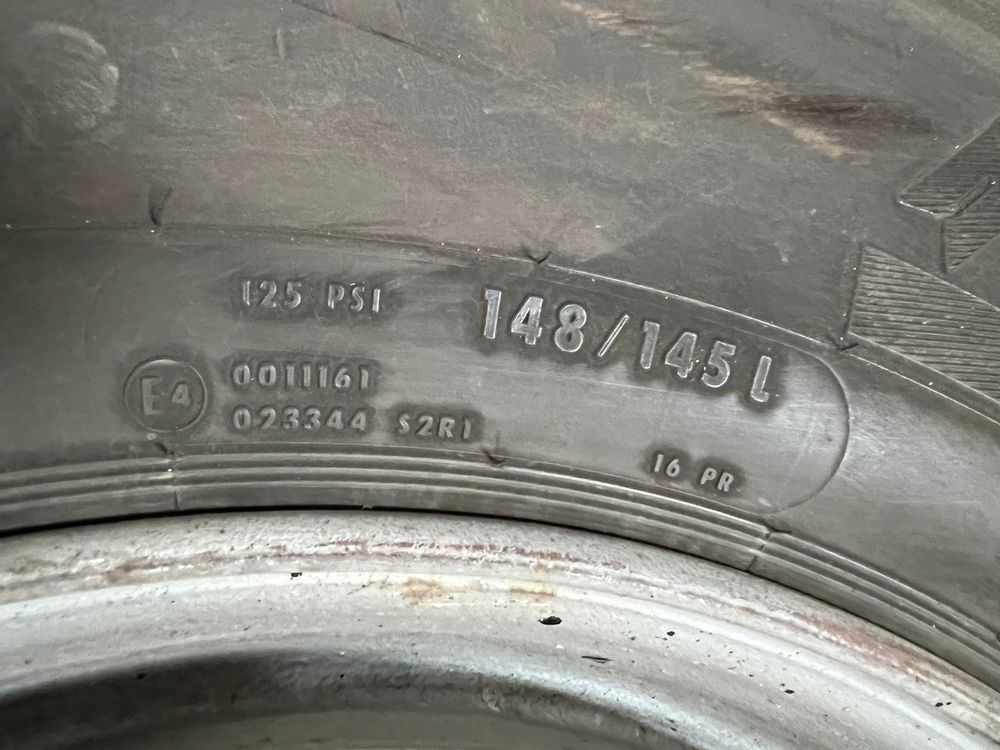 125 PSI
148/145 L
E4
0011161
023344 S2R1
16 PR